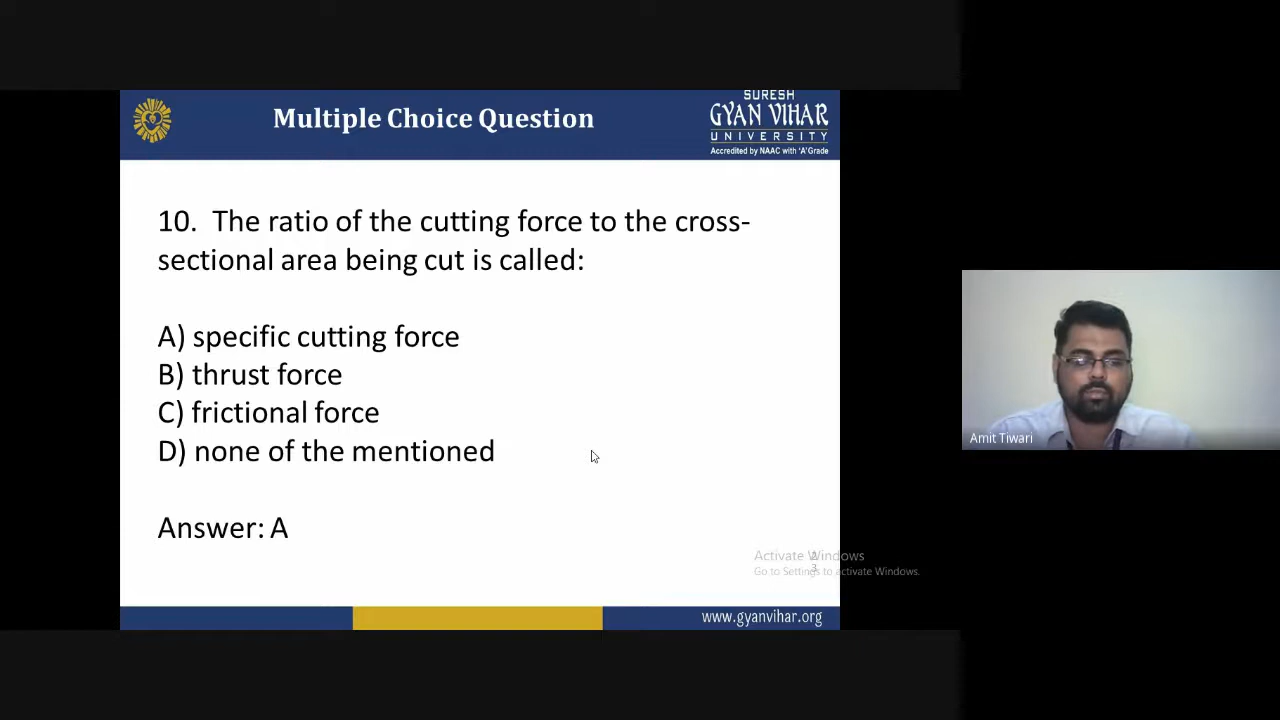 Multiple Choice Question
SURESH
GYAN VIHAR
UNIVERSITY
Accredited by NAAC with 'A' Grade
10. The ratio of the cutting force to the cross-
sectional area being cut is called:
A) specific cutting force
B) thrust force
C) frictional force
D) none of the mentioned
Answer: A
Amit Tiwari
Activate Windows
2
3
Go to Settings to activate Windows.
www.gyanvihar.org